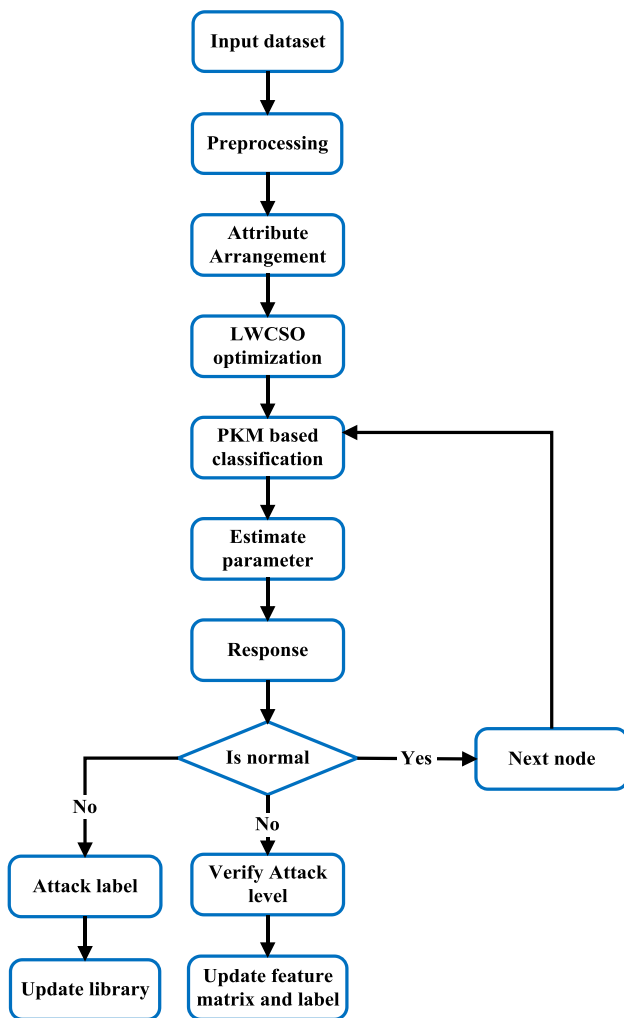 Input dataset
Preprocessing
Attribute
Arrangement
LWCSO
optimization
PKM based
classification
Estimate
parameter
Response
Is normal
Yes
Next node
No
No
Attack label
Verify Attack
level
Update library
Update feature
matrix and label